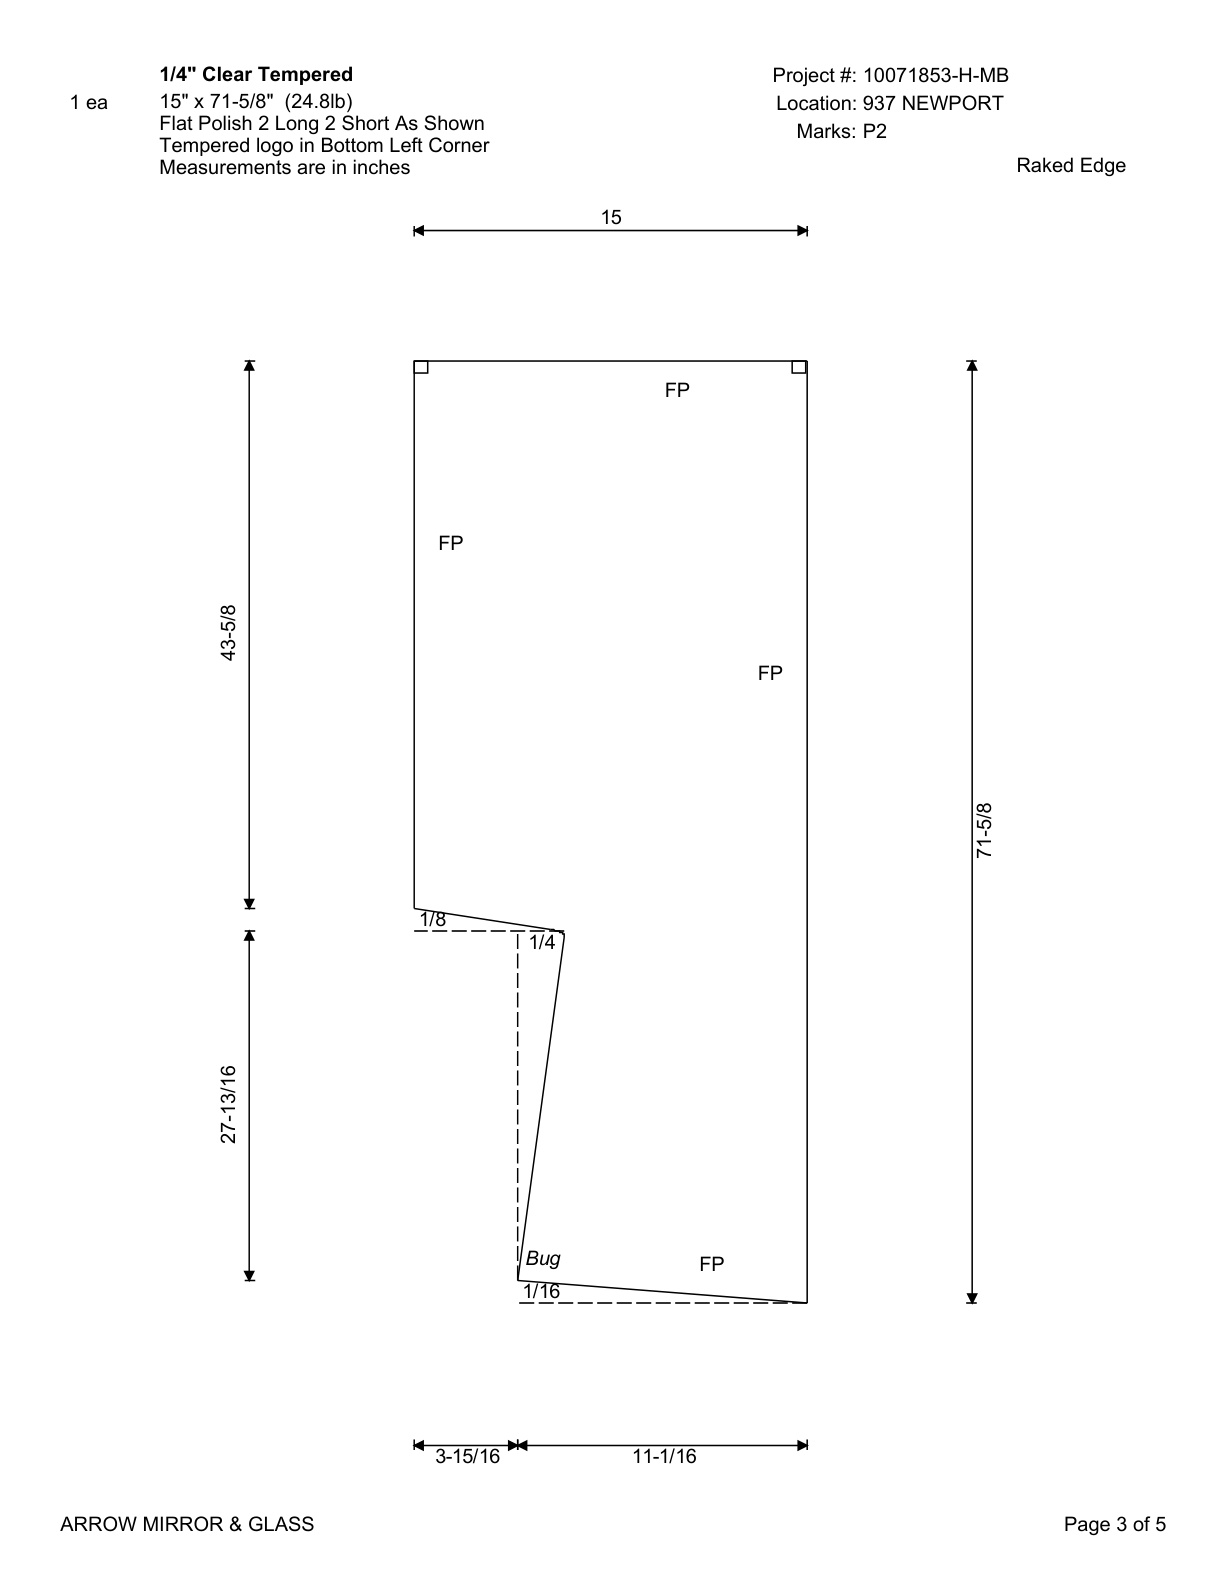 1/4" Clear Tempered
1 ea
15" x 71-5/8" (24.8lb)
Flat Polish 2 Long 2 Short As Shown
Tempered logo in Bottom Left Corner
Measurements are in inches
Project #: 10071853-H-MB
Location: 937 NEWPORT
Marks: P2
Raked Edge
15
FP
FP
43-5/8
FP
71-5/8
1/8
1/4
27-13/16
Bug
FP
1/16
3-15/16
11-1/16
ARROW MIRROR & GLASS
Page 3 of 5